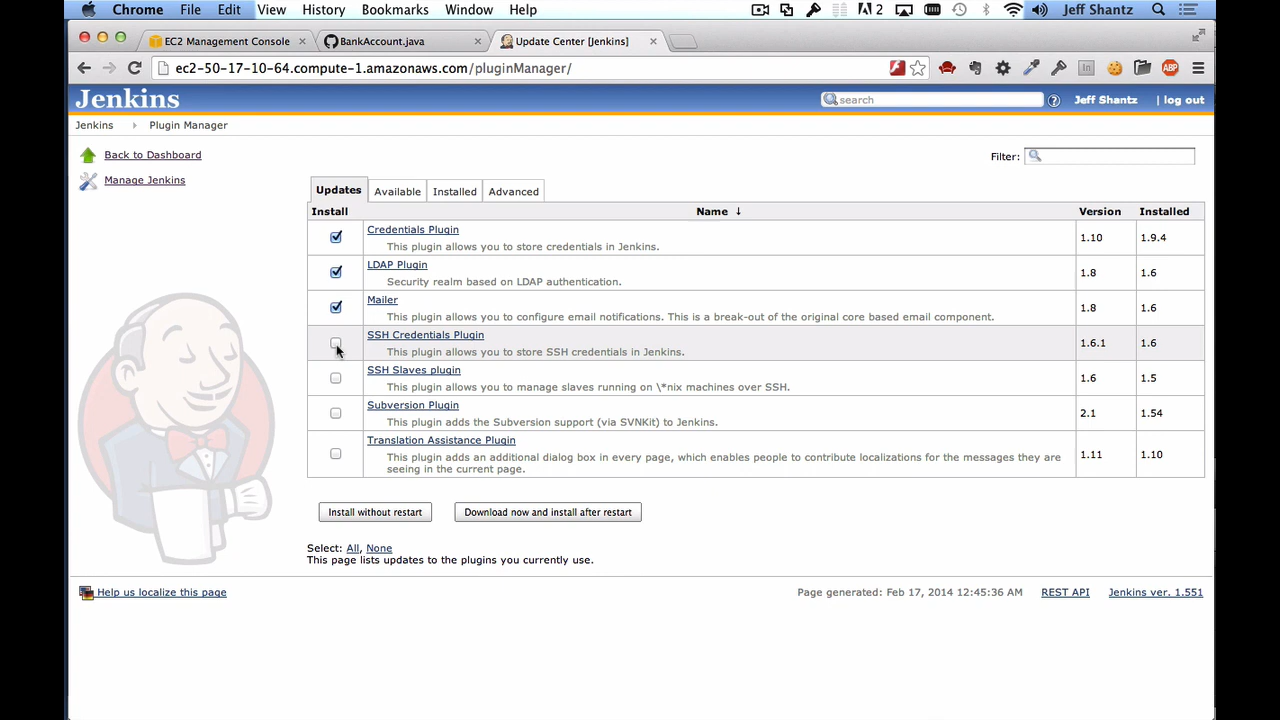 Chrome File Edit View History Bookmarks Window Help 2 Jeff Shantz
EC2 Management Console BankAccount.java Update Center [Jenkins]
ec2-50-17-10-64.compute-1.amazonaws.com/pluginManager/ In ABP
Jenkins search Jeff Shantz | log out
Jenkins Plugin Manager
Back to Dashboard Filter:
Manage Jenkins
Updates Available Installed Advanced
Install Name ↓ Version Installed
Credentials Plugin
This plugin allows you to store credentials in Jenkins. 1.10 1.9.4
LDAP Plugin
Security realm based on LDAP authentication. 1.8 1.6
Mailer
This plugin allows you to configure email notifications. This is a break-out of the original core based email component. 1.8 1.6
SSH Credentials Plugin
This plugin allows you to store SSH credentials in Jenkins. 1.6.1 1.6
SSH Slaves plugin
This plugin allows you to manage slaves running on \*nix machines over SSH. 1.6 1.5
Subversion Plugin
This plugin adds the Subversion support (via SVNKit) to Jenkins. 2.1 1.54
Translation Assistance Plugin
This plugin adds an additional dialog box in every page, which enables people to contribute localizations for the messages they are 1.11 1.10
seeing in the current page.
Install without restart Download now and install after restart
Select: All, None
This page lists updates to the plugins you currently use.
Help us localize this page Page generated: Feb 17, 2014 12:45:36 AM REST API Jenkins ver. 1.551